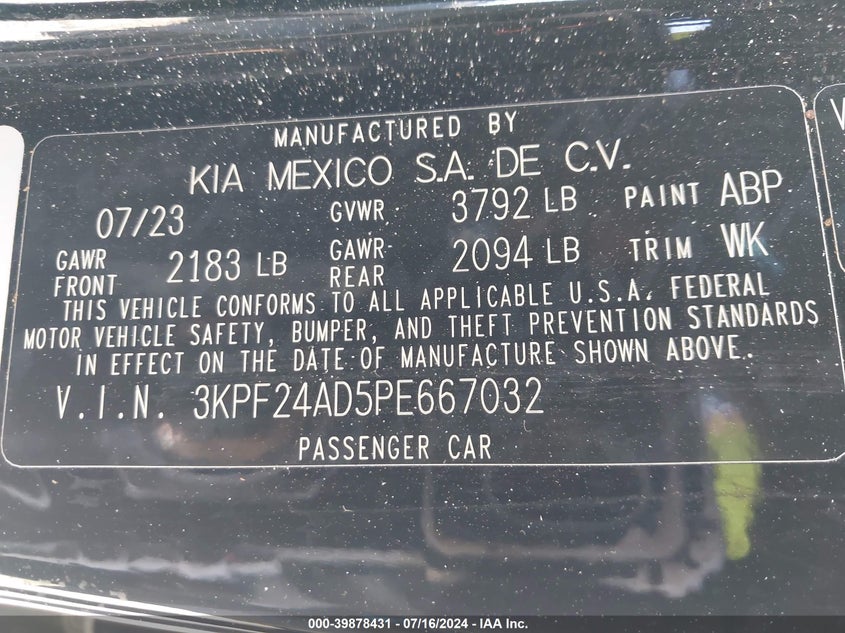 MANUFACTURED BY
KIA MEXICO S.A. DE C.V.
07/23 GVWR 3792 LB PAINT ABP
GAWR FRONT 2183 LB GAWR REAR 2094 LB TRIM WK
THIS VEHICLE CONFORMS TO ALL APPLICABLE U.S.A. FEDERAL
MOTOR VEHICLE SAFETY, BUMPER, AND THEFT PREVENTION STANDARDS
IN EFFECT ON THE DATE OF MANUFACTURE SHOWN ABOVE.
V.I.N. 3KPF24AD5PE667032
PASSENGER CAR
000-39878431 - 07/16/2024 - IAA Inc.